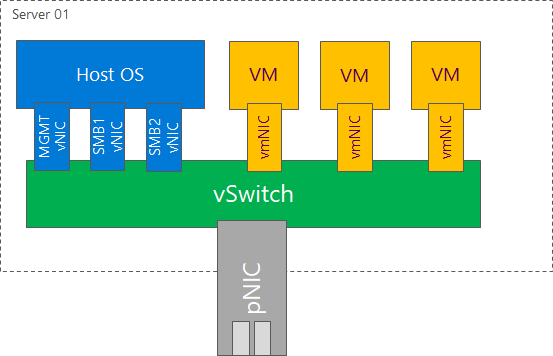 Server 01
Host OS
VM
VM
VM
MGMT
vNIC
SMB1
vNIC
SMB2
vNIC
vmNIC
vmNIC
vmNIC
vSwitch
pNIC